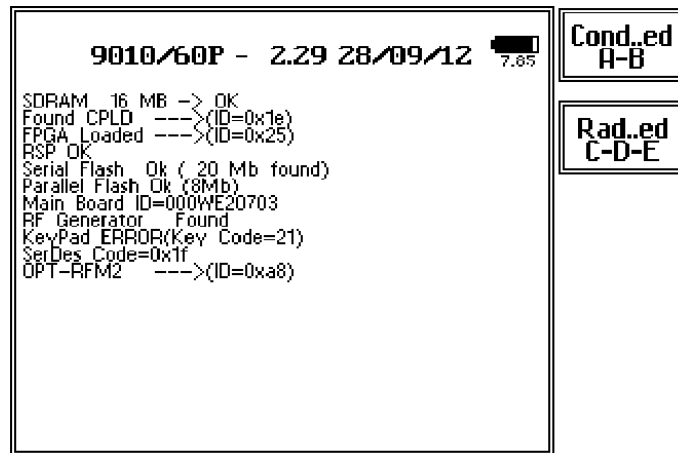 9010/60P - 2.29 28/09/12
7.85
SDRAM 16 MB -> OK
Found CPLD --->(ID=0x1e)
FPGA Loaded --->(ID=0x25)
RSP OK
Serial Flash Ok ( 20 Mb found)
Parallel Flash Ok (8Mb)
Main Board ID=000WE20703
RF Generator Found
KeyPad ERROR(Key Code=21)
SerDes Code=0x1f
OPT-RFM2 --->(ID=0xa8)
Cond..ed
A-B
Rad..ed
C-D-E